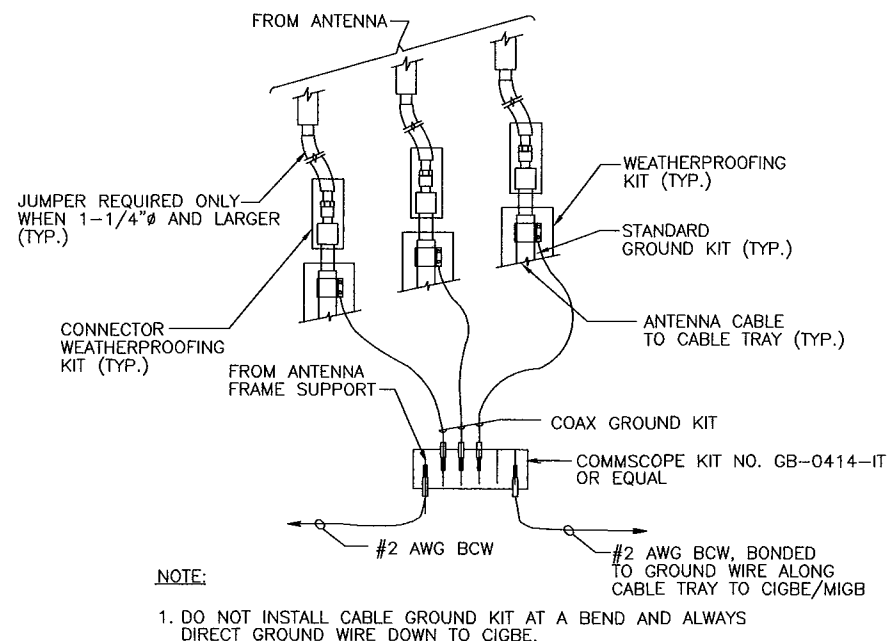 FROM ANTENNA
JUMPER REQUIRED ONLY
WHEN 1-1/4"ø AND LARGER
(TYP.)
WEATHERPROOFING
KIT (TYP.)
STANDARD
GROUND KIT (TYP.)
CONNECTOR
WEATHERPROOFING
KIT (TYP.)
ANTENNA CABLE
TO CABLE TRAY (TYP.)
FROM ANTENNA
FRAME SUPPORT
COAX GROUND KIT
COMMSCOPE KIT NO. GB-0414-IT
OR EQUAL
#2 AWG BCW
#2 AWG BCW, BONDED
TO GROUND WIRE ALONG
CABLE TRAY TO CIGBE/MIGB
NOTE:
1. DO NOT INSTALL CABLE GROUND KIT AT A BEND AND ALWAYS
DIRECT GROUND WIRE DOWN TO CIGBE.